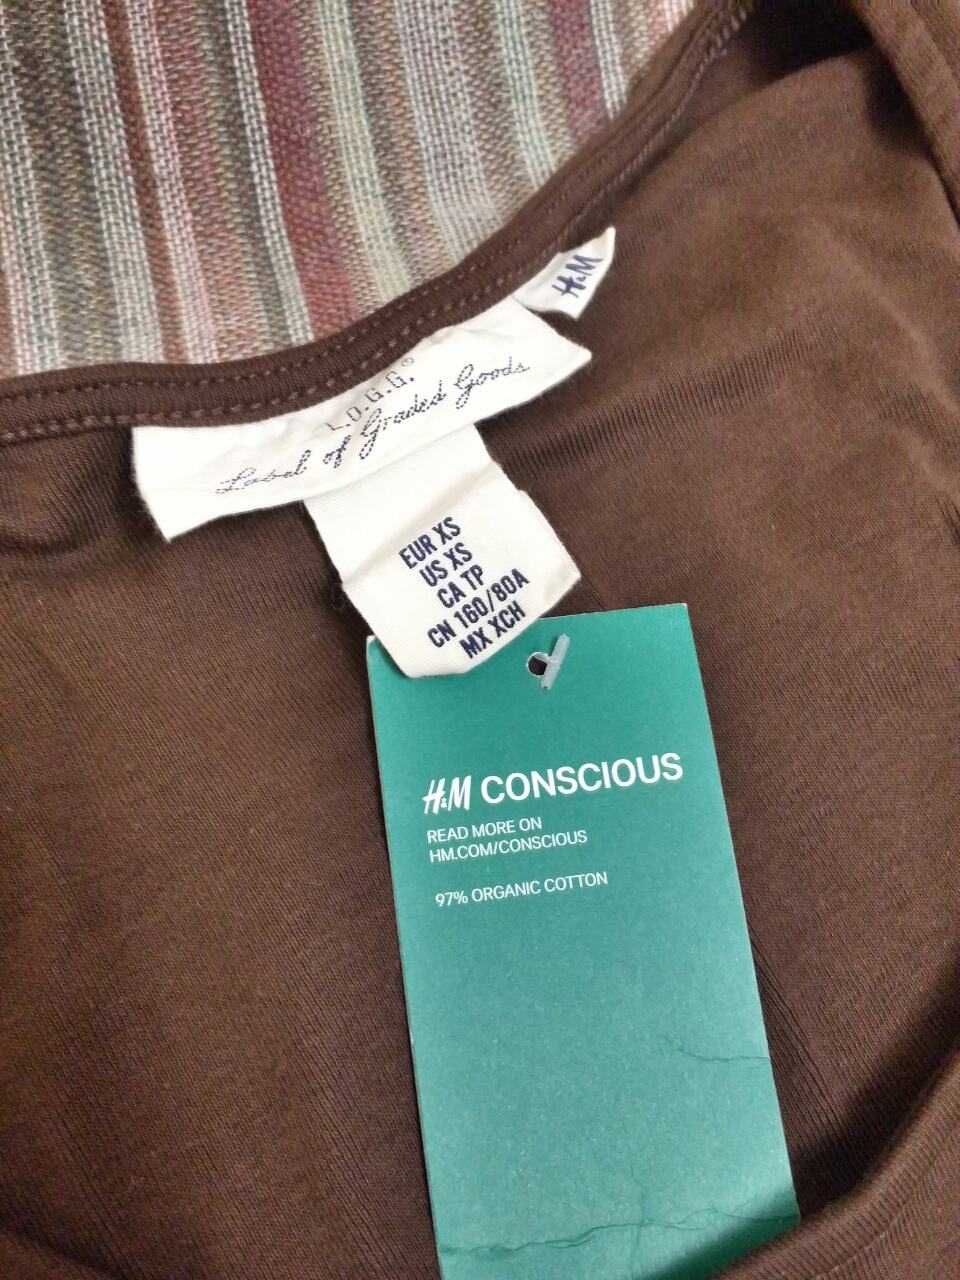 H&M
L.O.G.G.®
Label of Graded Goods
EUR XS
US XS
CA TP
CN 160/80A
MX XCH
H&M CONSCIOUS
READ MORE ON
HM.COM/CONSCIOUS
97% ORGANIC COTTON